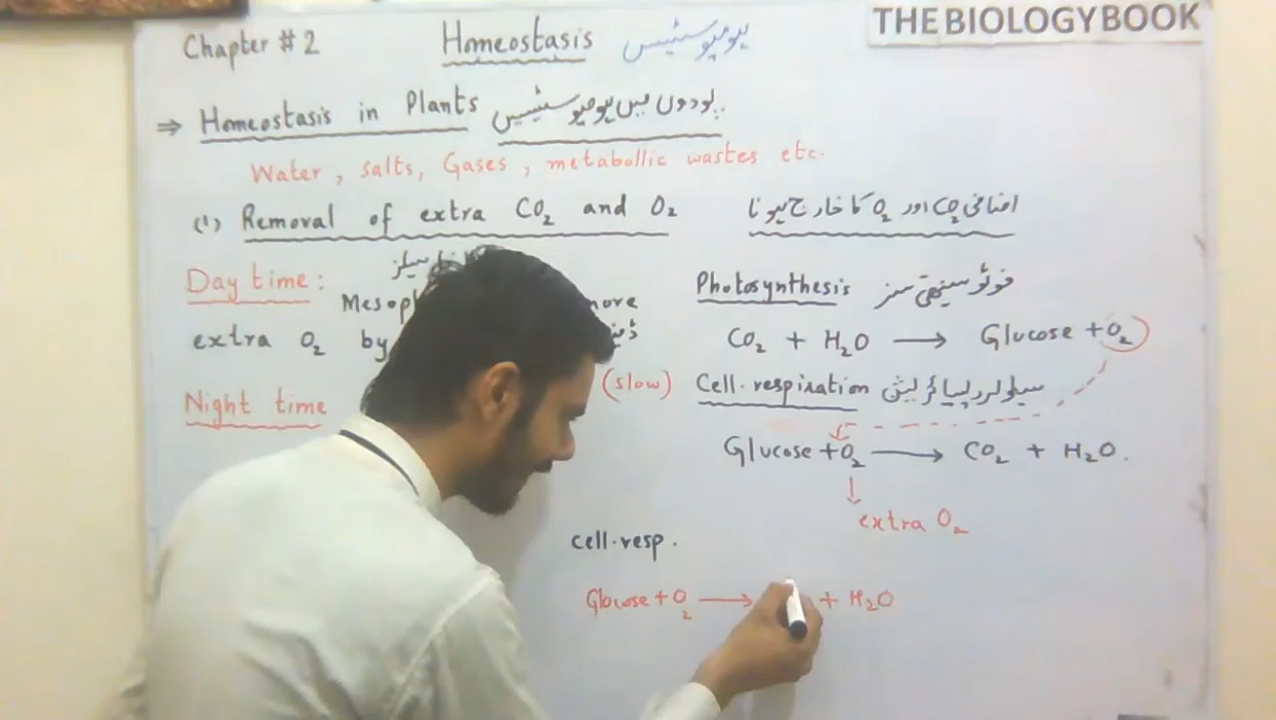 THE BIOLOGY BOOK
Chapter # 2 Homeostasis ہومیوسٹیسس
⇒ Homeostasis in Plants پودوں میں ہومیوسٹیسس
Water, salts, Gases, metabollic wastes etc.
(1) Removal of extra CO₂ and O₂ اضافی CO₂ اور O₂ کا خارج ہونا
Day time:
extra O₂ by
Photosynthesis فوٹوسینتھی سز
CO₂ + H₂O → Glucose + O₂
(slow) Cell. respiration سیلولر ریسپائریشن
Night time
Glucose + O₂ → CO₂ + H₂O.
extra O₂
cell.resp.
Glucose + O₂ → + H₂O